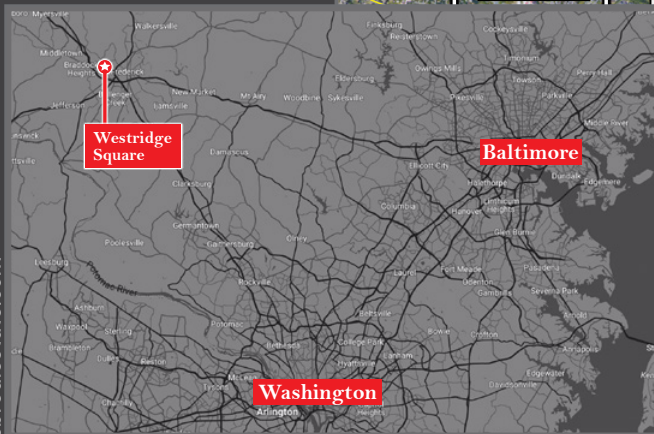 Myersville
Walkersville
Finksburg
Reisterstown
Cockeysville
Middletown
Timonium
Braddock
Heights
Frederick
Owings Mills
Perry Hall
Eldersburg
Towson
Ballenger
Creek
New Market
Mt Airy
Woodbine
Sykesville
Pikesville
Parkville
Jefferson
Ijamsville
Middle River
Westridge
Square
Baltimore
Damascus
Ellicott City
Dundalk
Edgemere
Clarksburg
Halethorpe
Linthicum
Heights
Columbia
Hanover
Germantown
Glen Burnie
Poolesville
Gaithersburg
Olney
Leesburg
Potomac River
Laurel
Fort Meade
Pasadena
Rockville
Odenton
Gambrills
Severna Park
Ashburn
Beltsville
Arnold
Waxpool
Sterling
Potomac
Bowie
Crofton
Brambleton
Bethesda
College Park
Annapolis
Dulles
Reston
Hyattsville
Lanham
McLean
Tysons
Edgewater
Davidsonville
Washington
Chantilly
Arlington
Heights